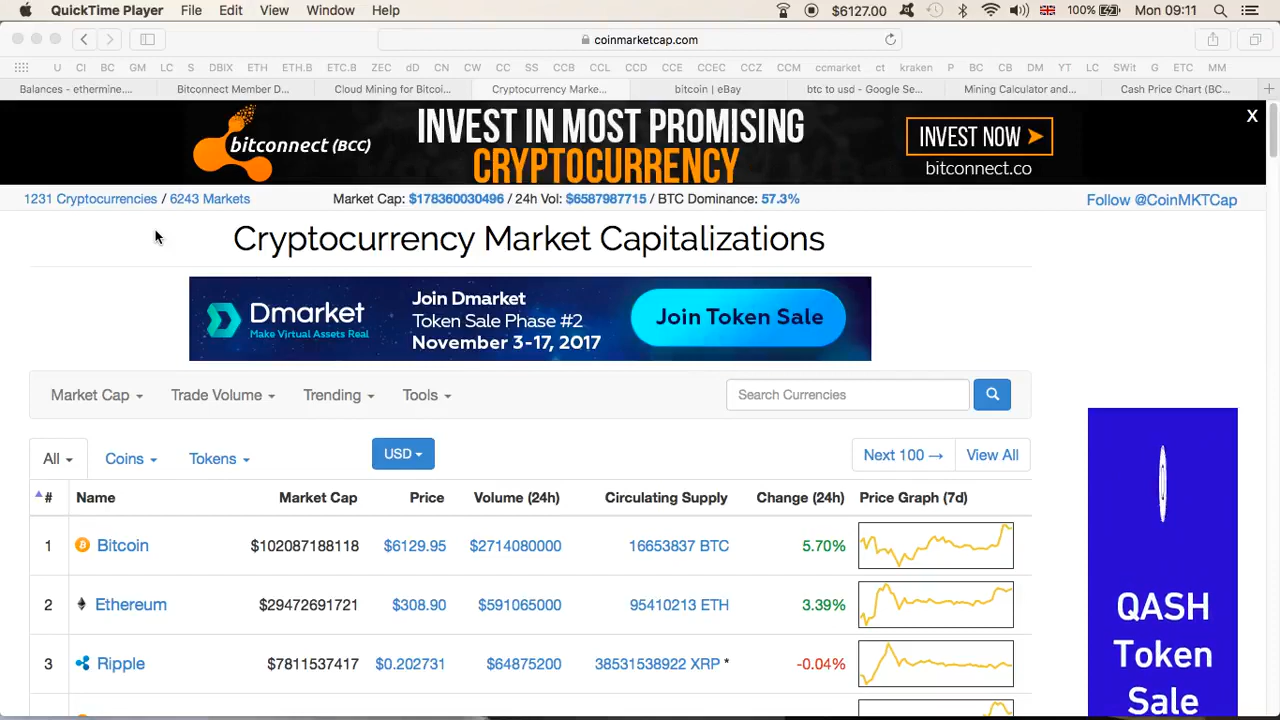 QuickTime Player File Edit View Window Help $6127.00 100% Mon 09:11
coinmarketcap.com
U CI BC GM LC S DBIX ETH ETH.B ETC.B ZEC dD CN CW CC SS CCB CCL CCD CCE CCEC CCZ CCM ccmarket ct kraken P BC CB DM YT LC SWit G ETC MM
Balances - ethermine.... Bitconnect Member D... Cloud Mining for Bitcoi... Cryptocurrency Marke... bitcoin | eBay btc to usd - Google Se... Mining Calculator and... Cash Price Chart (BC...
bitconnect (BCC) INVEST IN MOST PROMISING INVEST NOW X
CRYPTOCURRENCY bitconnect.co
1231 Cryptocurrencies / 6243 Markets Market Cap: $178360030496 / 24h Vol: $6587987715 / BTC Dominance: 57.3% Follow @CoinMKTCap
Cryptocurrency Market Capitalizations
Dmarket Join Dmarket Join Token Sale
Make Virtual Assets Real Token Sale Phase #2
November 3-17, 2017
Market Cap Trade Volume Trending Tools Search Currencies
All Coins Tokens USD Next 100 → View All
# Name Market Cap Price Volume (24h) Circulating Supply Change (24h) Price Graph (7d)
1 Bitcoin $102087188118 $6129.95 $2714080000 16653837 BTC 5.70%
2 Ethereum $29472691721 $308.90 $591065000 95410213 ETH 3.39%
3 Ripple $7811537417 $0.202731 $64875200 38531538922 XRP * -0.04%
QASH
Token
Sale